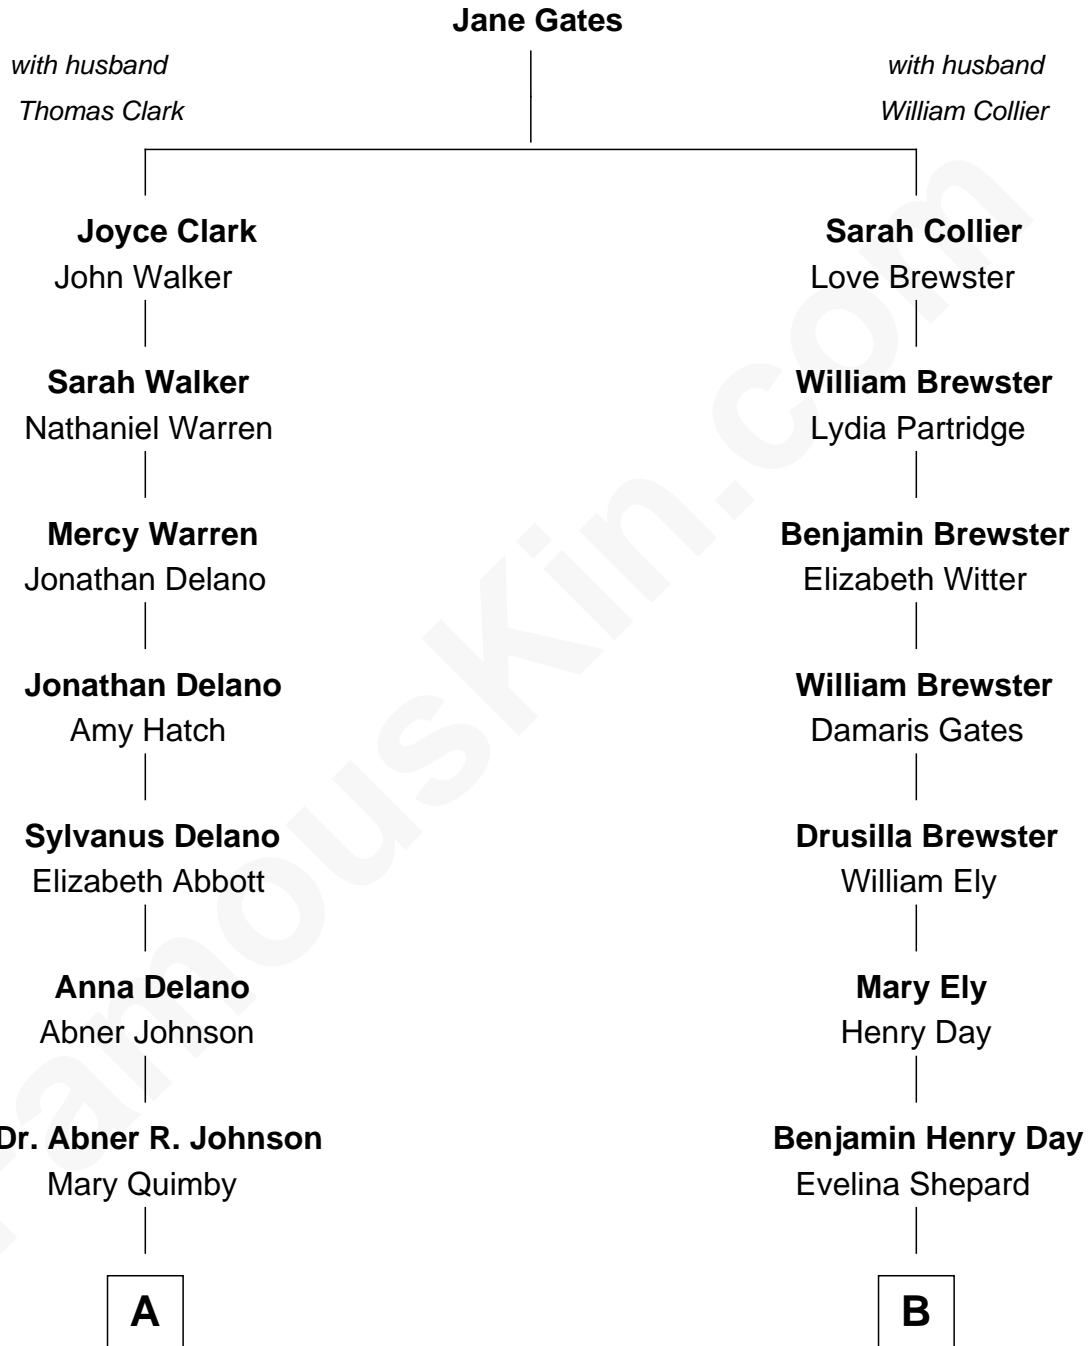 Jane Gates
with husband
Thomas Clark
with husband
William Collier
Joyce Clark
John Walker
Sarah Walker
Nathaniel Warren
Mercy Warren
Jonathan Delano
Jonathan Delano
Amy Hatch
Sylvanus Delano
Elizabeth Abbott
Anna Delano
Abner Johnson
Dr. Abner R. Johnson
Mary Quimby
A
Sarah Collier
Love Brewster
William Brewster
Lydia Partridge
Benjamin Brewster
Elizabeth Witter
William Brewster
Damaris Gates
Drusilla Brewster
William Ely
Mary Ely
Henry Day
Benjamin Henry Day
Evelina Shepard
B
FamousKin.com